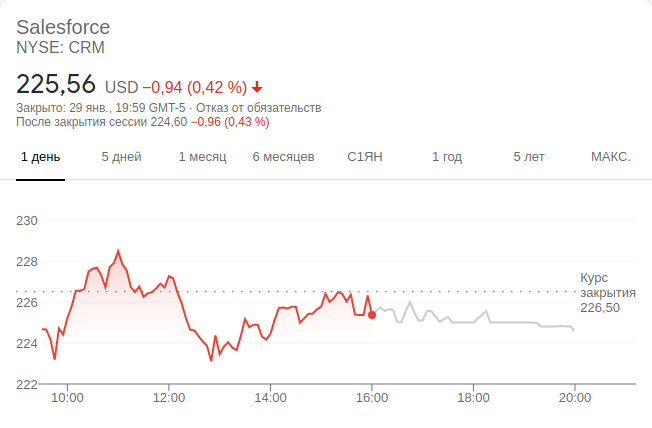 Salesforce
NYSE: CRM
225,56 USD −0,94 (0,42 %)
Закрыто: 29 янв., 19:59 GMT-5 · Отказ от обязательств
После закрытия сессии 224,60 −0,96 (0,43 %)
1 день 5 дней 1 месяц 6 месяцев С1ЯН 1 год 5 лет МАКС.
230
228
226
224
222
Курс
закрытия
226,50
10:00 12:00 14:00 16:00 18:00 20:00